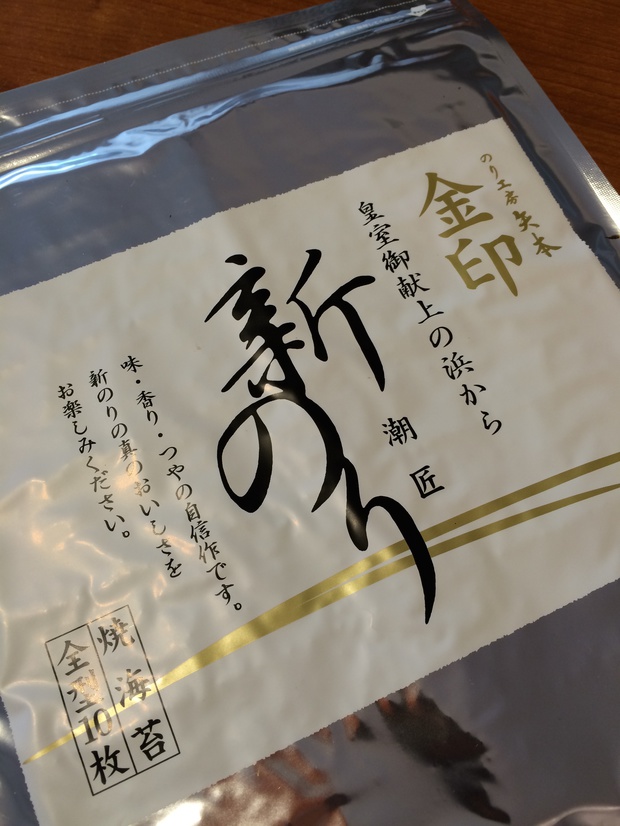 のり工房 矢本
金印
皇室御献上の浜から
潮匠
新のり
味・香り・つやの自信作です。
新のりの真のおいしさを
お楽しみください。
焼海苔
全型10枚